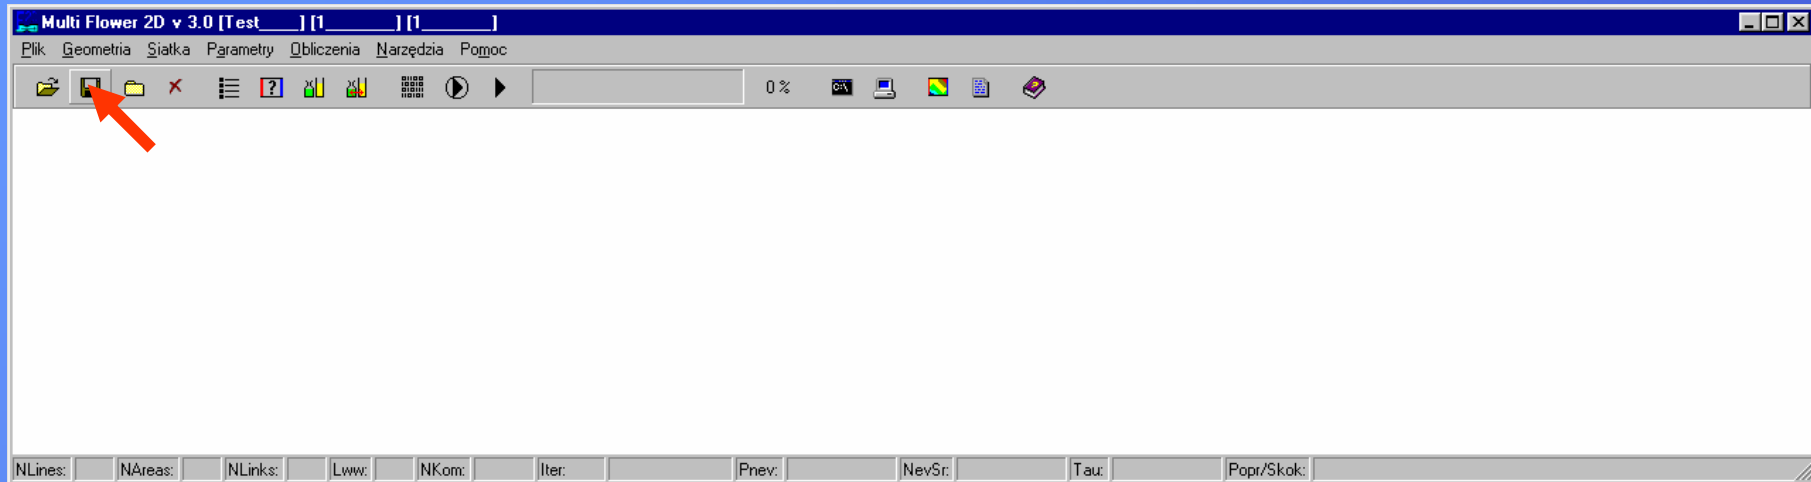 Multi Flower 2D v 3.0 [Test____] [1_______] [1_______]
Plik Geometria Siatka Parametry Obliczenia Narzędzia Pomoc
0 %
NLines: NAreas: NLinks: Lww: NKom: Iter: Pnev: NevSr: Tau: Popr/Skok: